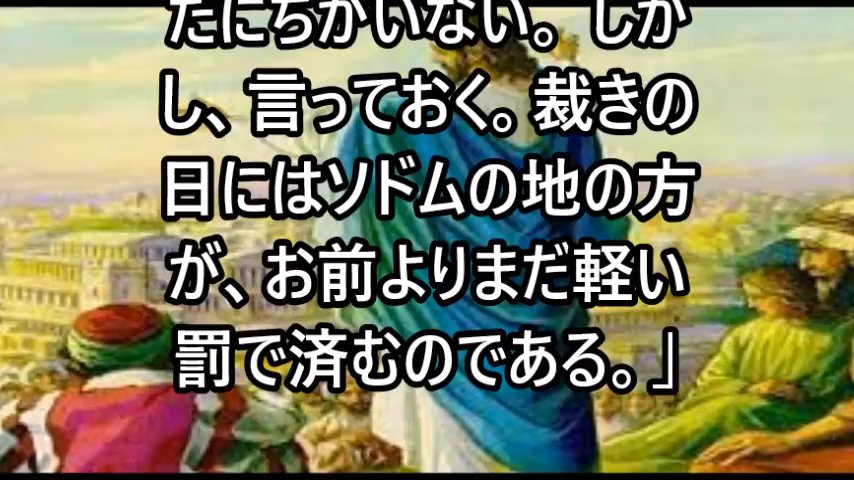 たにちがいない。しか
し、言っておく。裁きの
日にはソドムの地の方
が、お前よりまだ軽い
罰で済むのである。」